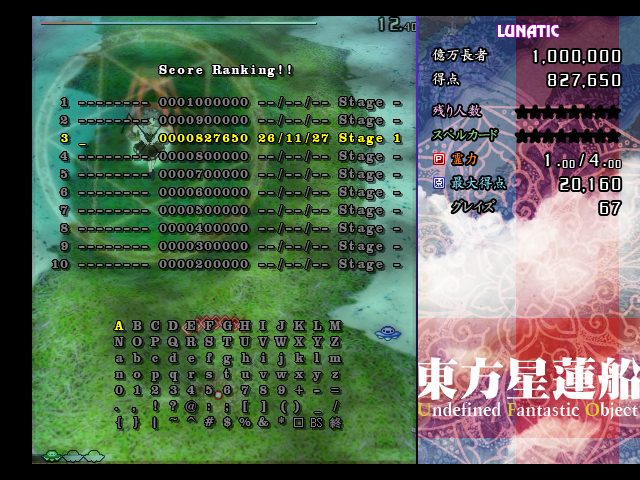 12.40
LUNATIC
Score Ranking!!
億万長者 1,000,000
得点 827,650
残り人数
スペルカード
P 霊力 1.00/4.00
点 最大得点 20,160
グレイズ 67
1 -------- 0001000000 --/--/-- Stage -
2 -------- 0000900000 --/--/-- Stage -
3 _ 0000827650 26/11/27 Stage 1
4 -------- 0000800000 --/--/-- Stage -
5 -------- 0000700000 --/--/-- Stage -
6 -------- 0000600000 --/--/-- Stage -
7 -------- 0000500000 --/--/-- Stage -
8 -------- 0000400000 --/--/-- Stage -
9 -------- 0000300000 --/--/-- Stage -
10 -------- 0000200000 --/--/-- Stage -
A B C D E F G H I J K L M
N O P Q R S T U V W X Y Z
a b c d e f g h i j k l m
n o p q r s t u v w x y z
0 1 2 3 4 5 6 7 8 9 + - =
. , ! ? @ : ; [ ] ( ) _ /
{ } | ~ ^ # $ % & * □ BS 終
東方星蓮船
Undefined Fantastic Object